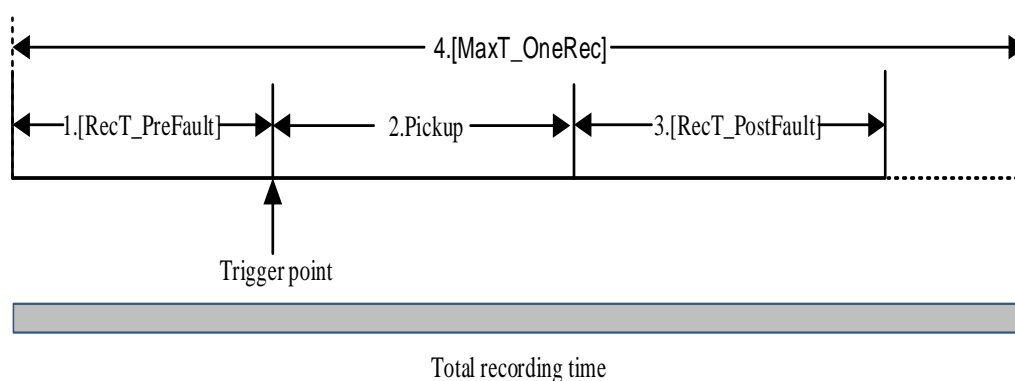 4.[MaxT_OneRec]
1.[RecT_PreFault]
2.Pickup
3.[RecT_PostFault]
Trigger point
Total recording time